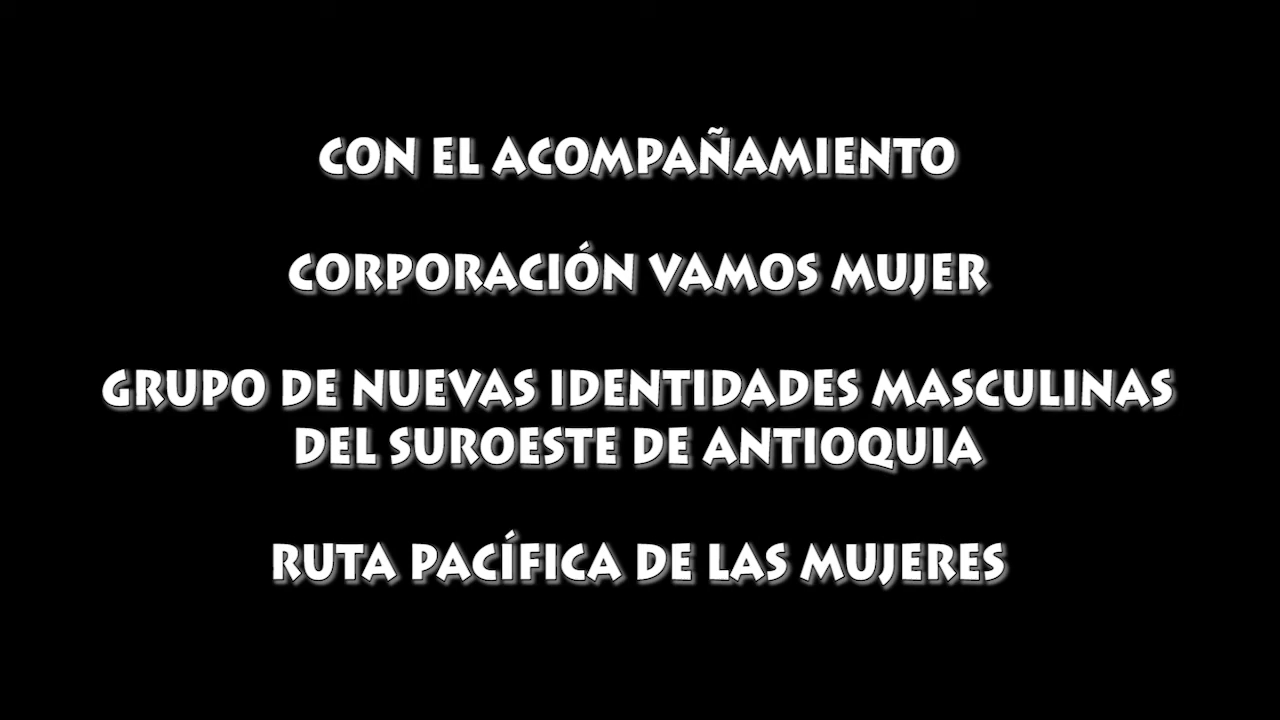 CON EL ACOMPAÑAMIENTO
CORPORACIÓN VAMOS MUJER
GRUPO DE NUEVAS IDENTIDADES MASCULINAS
DEL SUROESTE DE ANTIOQUIA
RUTA PACÍFICA DE LAS MUJERES